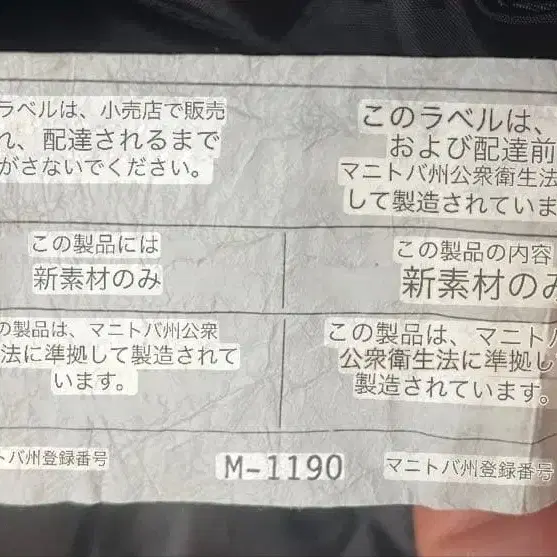 ラベルは、小売店で販売
れ、配達されるまで
がさないでください。
このラベルは、
および配達前
マニトバ州公衆衛生法
して製造されていま
この製品には
新素材のみ
この製品の内容
新素材のみ
の製品は、マニトバ州公衆
法に準拠して製造されて
います。
この製品は、マニトバ
公衆衛生法に準拠し
製造されています。
トバ州登録番号
M-1190
マニトバ州登録番号